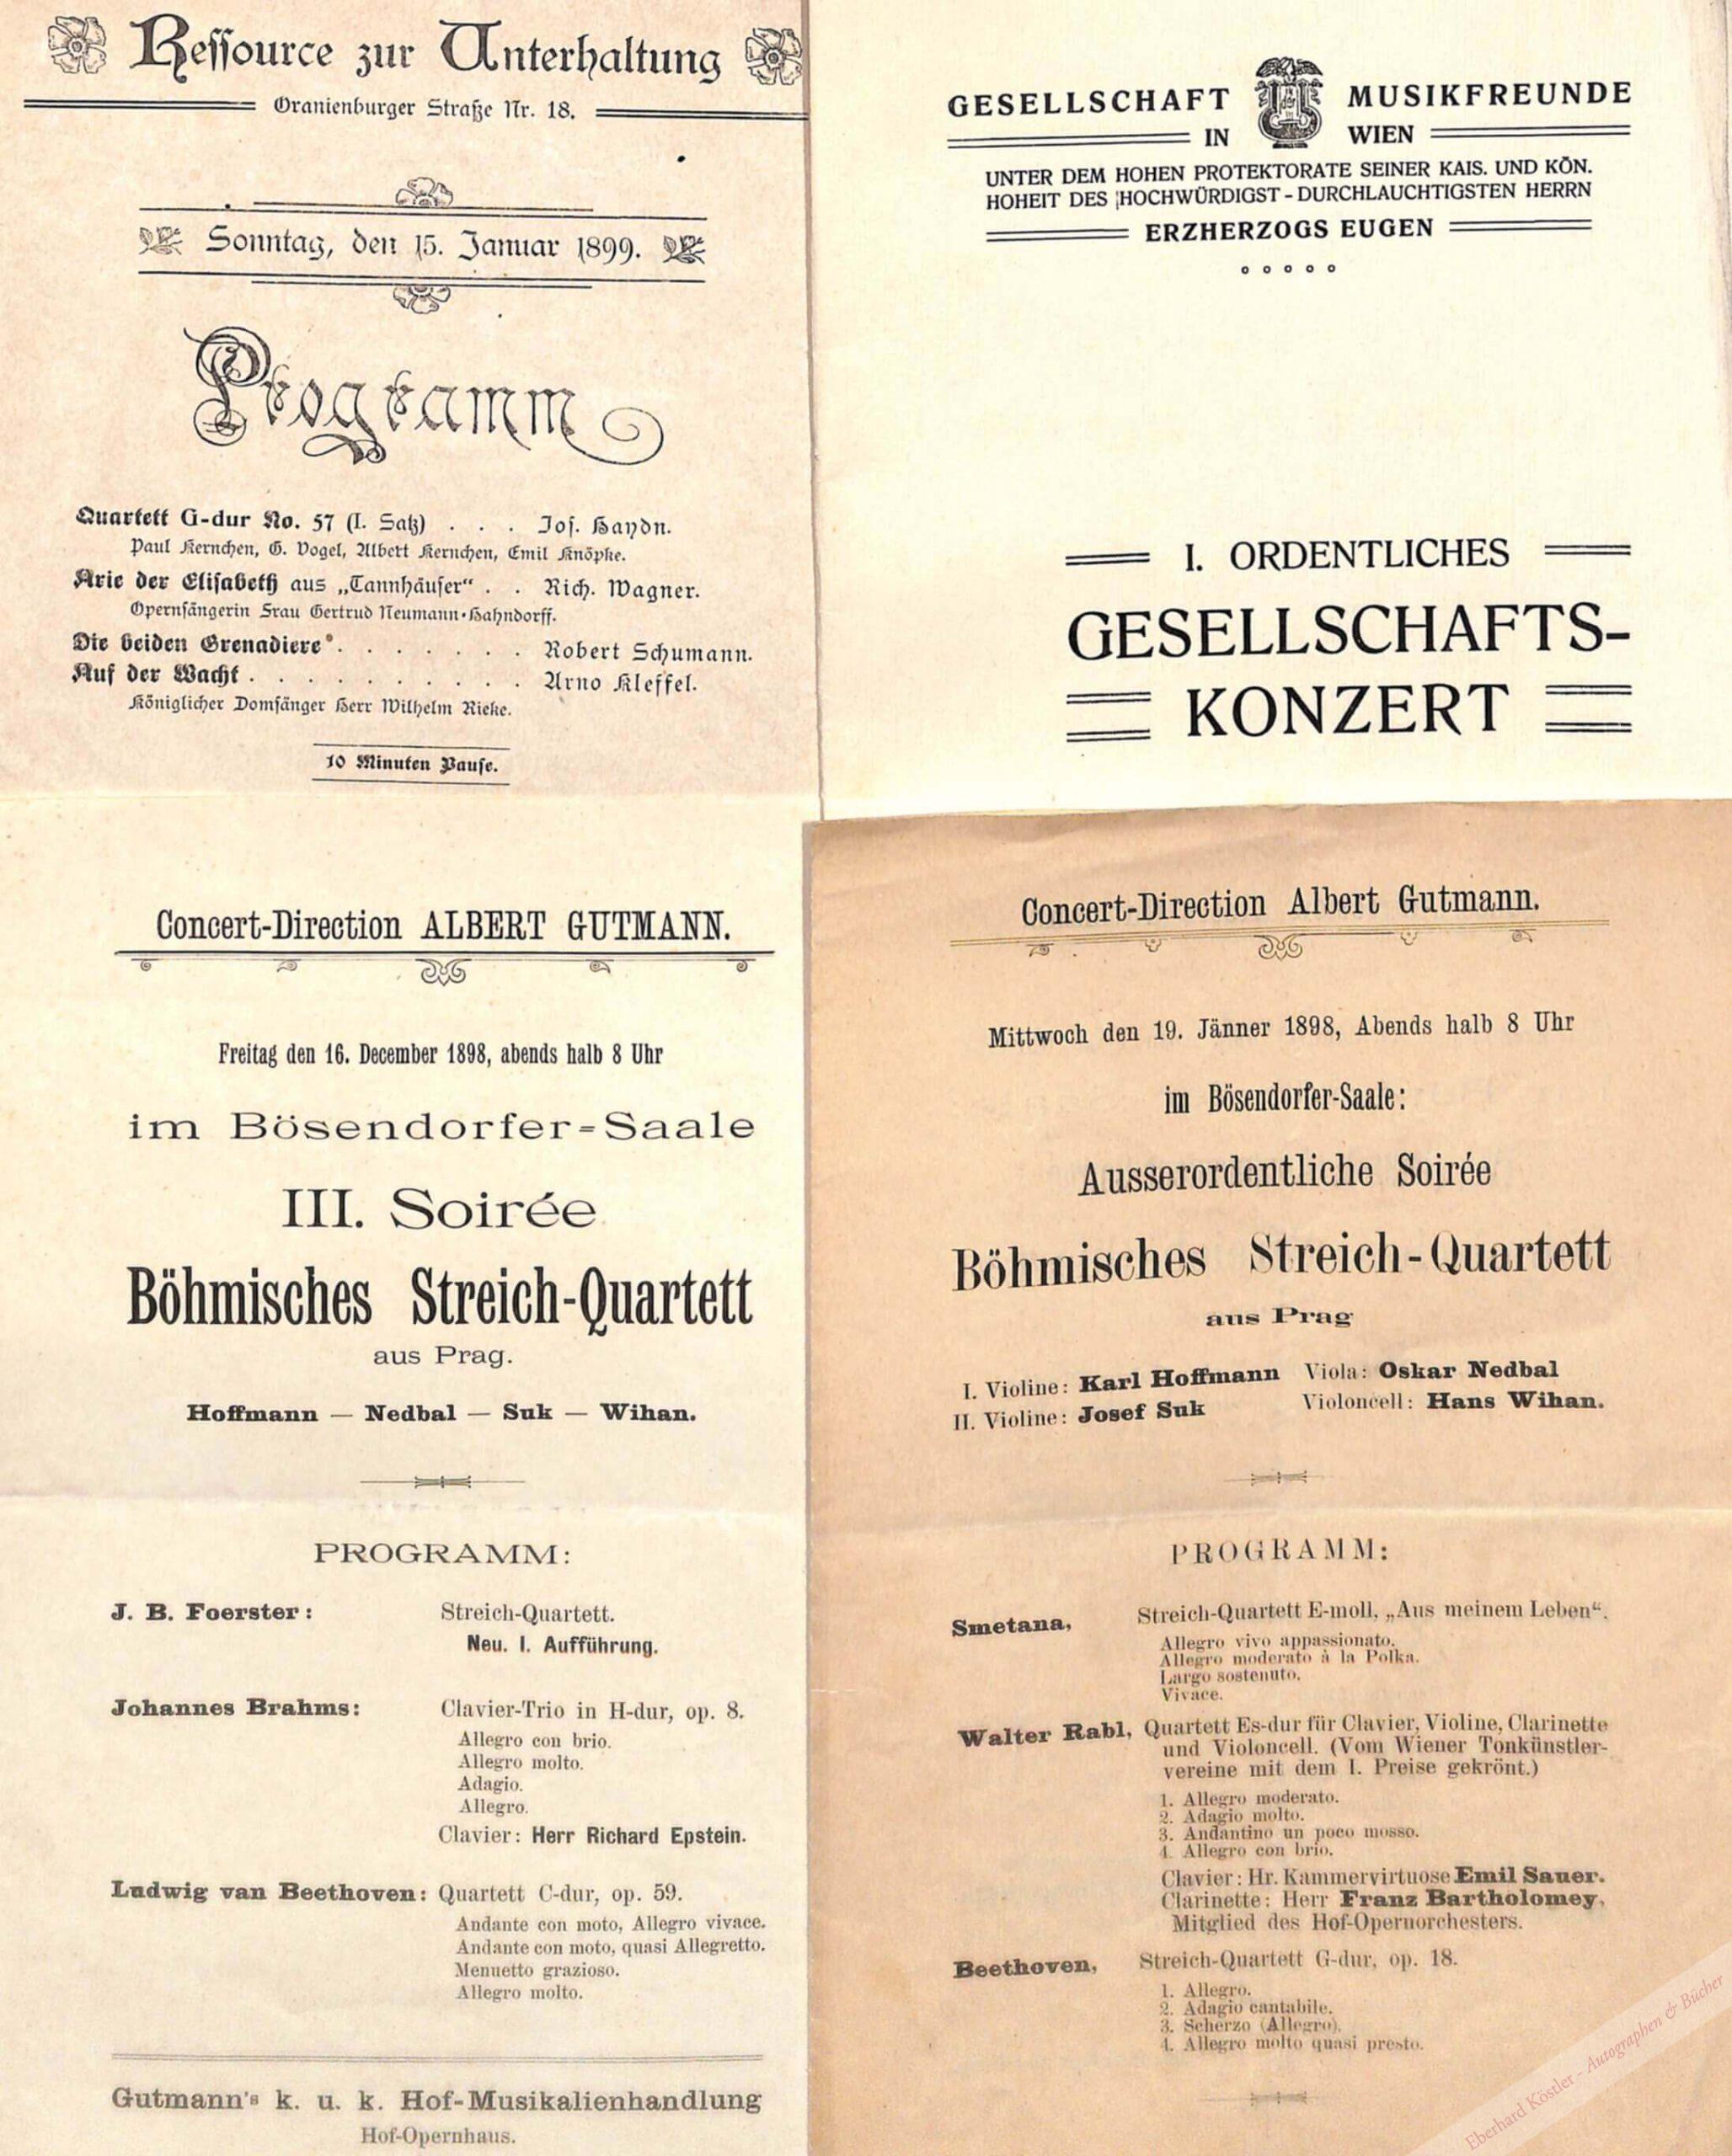 Ressource zur Unterhaltung
Oranienburger Straße Nr. 18.
Sonntag, den 15. Januar 1899.
Programm
Quartett G-dur No. 57 (I. Satz) . . . Jos. Haydn.
Paul Kernchen, G. Vogel, Albert Kernchen, Emil Knöpke.
Arie der Elisabeth aus „Tannhäuser“ . . Rich. Wagner.
Opernsängerin Frau Gertrud Neumann-Hahndorff.
Die beiden Grenadiere . . . . . . . Robert Schumann.
Auf der Wacht . . . . . . . . . . Arno Kleffel.
Königlicher Domsänger Herr Wilhelm Rieke.
10 Minuten Pause.
GESELLSCHAFT MUSIKFREUNDE
IN WIEN
UNTER DEM HOHEN PROTEKTORATE SEINER KAIS. UND KÖN.
HOHEIT DES HOCHWÜRDIGST - DURCHLAUCHTIGSTEN HERRN
ERZHERZOGS EUGEN
I. ORDENTLICHES
GESELLSCHAFTS-
KONZERT
Concert-Direction ALBERT GUTMANN.
Freitag den 16. December 1898, abends halb 8 Uhr
im Bösendorfer-Saale
III. Soirée
Böhmisches Streich-Quartett
aus Prag.
Hoffmann — Nedbal — Suk — Wihan.
PROGRAMM:
J. B. Foerster: Streich-Quartett.
Neu. I. Aufführung.
Johannes Brahms: Clavier-Trio in H-dur, op. 8.
Allegro con brio.
Allegro molto.
Adagio.
Allegro.
Clavier: Herr Richard Epstein.
Ludwig van Beethoven: Quartett C-dur, op. 59.
Andante con moto, Allegro vivace.
Andante con moto, quasi Allegretto.
Menuetto grazioso.
Allegro molto.
Gutmann's k. u. k. Hof-Musikalienhandlung
Hof-Opernhaus.
Concert-Direction Albert Gutmann.
Mittwoch den 19. Jänner 1898, Abends halb 8 Uhr
im Bösendorfer-Saale:
Ausserordentliche Soirée
Böhmisches Streich-Quartett
aus Prag
I. Violine: Karl Hoffmann Viola: Oskar Nedbal
II. Violine: Josef Suk Violoncell: Hans Wihan.
PROGRAMM:
Smetana, Streich-Quartett E-moll, „Aus meinem Leben“.
Allegro vivo appassionato.
Allegro moderato à la Polka.
Largo sostenuto.
Vivace.
Walter Rabl, Quartett Es-dur für Clavier, Violine, Clarinette
und Violoncell. (Vom Wiener Tonkünstler-
vereine mit dem I. Preise gekrönt.)
1. Allegro moderato.
2. Adagio molto.
3. Andantino un poco mosso.
4. Allegro con brio.
Clavier: Hr. Kammervirtuose Emil Sauer.
Clarinette: Herr Franz Bartholomey,
Mitglied des Hof-Opernorchesters.
Beethoven, Streich-Quartett G-dur, op. 18.
1. Allegro.
2. Adagio cantabile.
3. Scherzo (Allegro).
4. Allegro molto quasi presto.
Eberhard Köstler - Autographen & Bücher